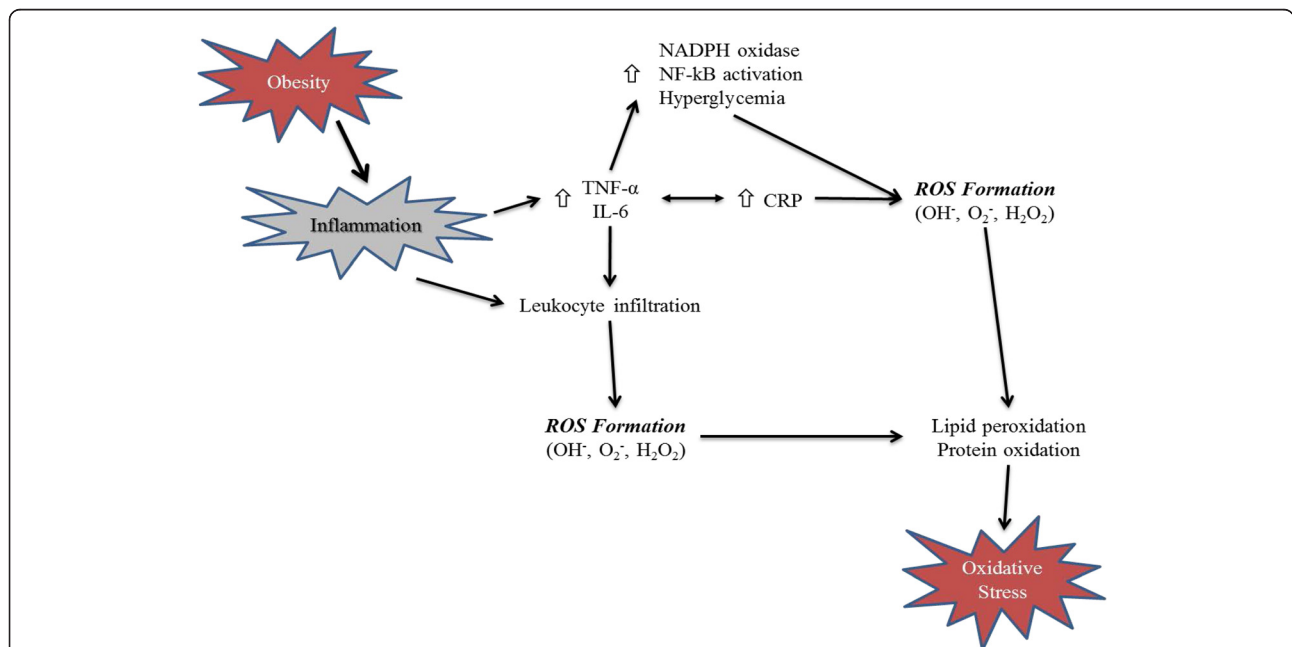 Obesity
NADPH oxidase
⇧ NF-kB activation
Hyperglycemia
Inflammation
⇧ TNF-α
IL-6
⇧ CRP
ROS Formation
(OH⁻, O₂⁻, H₂O₂)
Leukocyte infiltration
ROS Formation
(OH⁻, O₂⁻, H₂O₂)
Lipid peroxidation
Protein oxidation
Oxidative
Stress